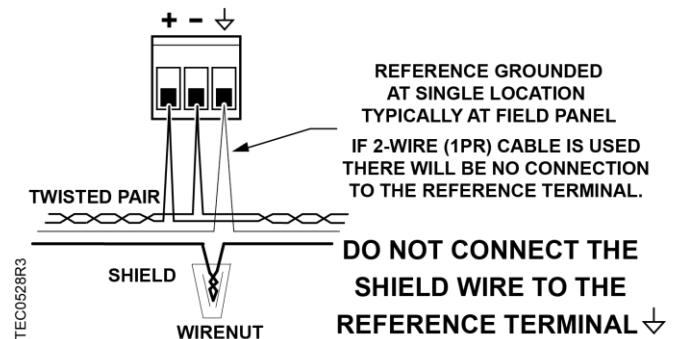 + −
REFERENCE GROUNDED
AT SINGLE LOCATION
TYPICALLY AT FIELD PANEL
IF 2-WIRE (1PR) CABLE IS USED
THERE WILL BE NO CONNECTION
TO THE REFERENCE TERMINAL.
TWISTED PAIR
SHIELD
WIRENUT
DO NOT CONNECT THE
SHIELD WIRE TO THE
REFERENCE TERMINAL
TEC0528R3